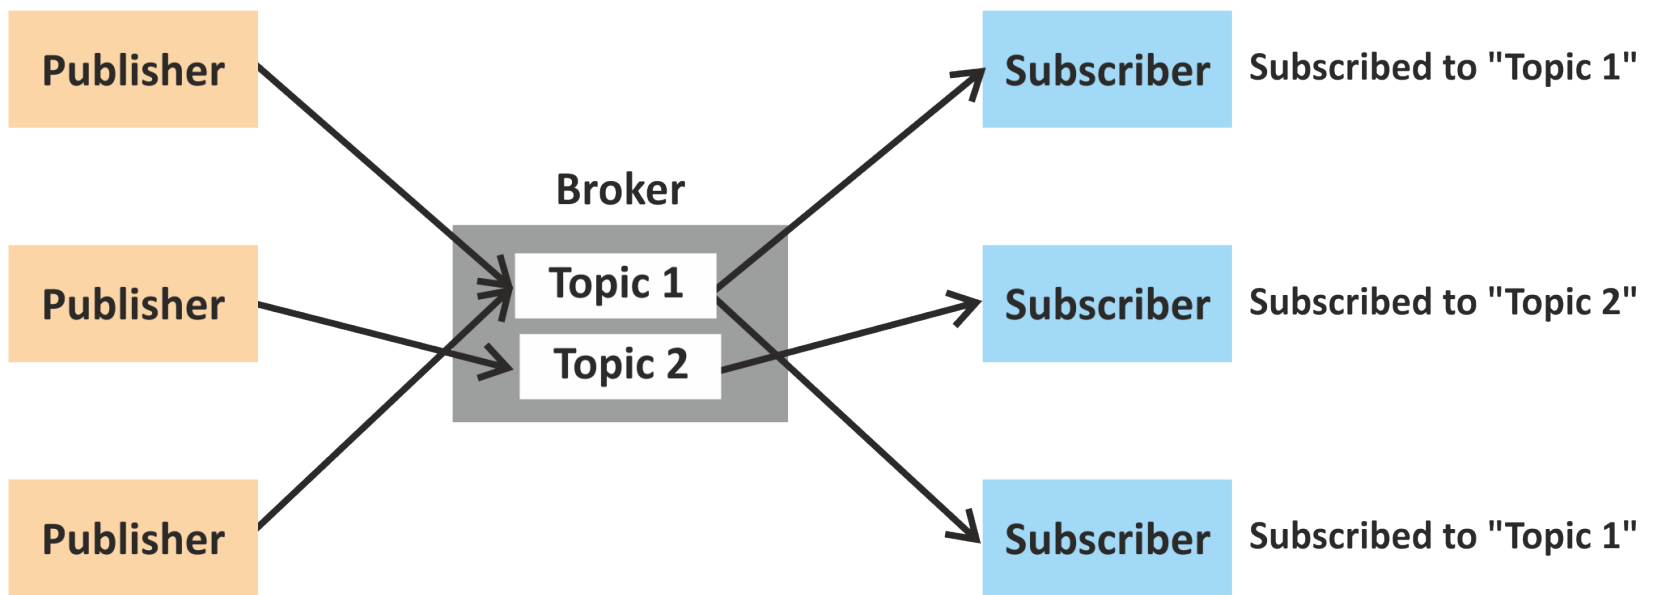 Publisher
Subscriber
Subscribed to "Topic 1"
Broker
Topic 1
Publisher
Subscriber
Subscribed to "Topic 2"
Topic 2
Publisher
Subscriber
Subscribed to "Topic 1"